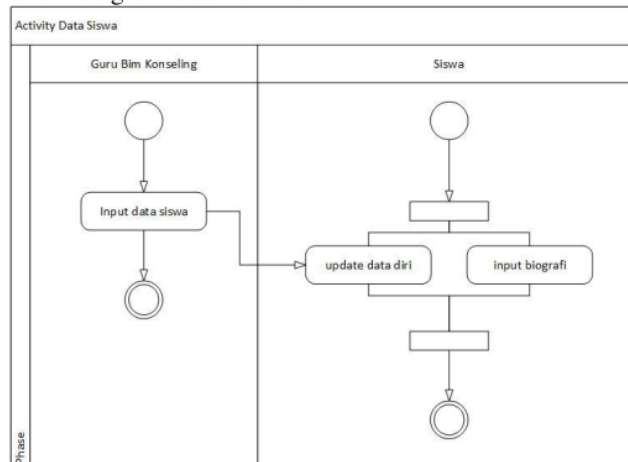 Activity Data Siswa
Guru Bim Konseling
Siswa
Input data siswa
update data diri
input biografi
Phase